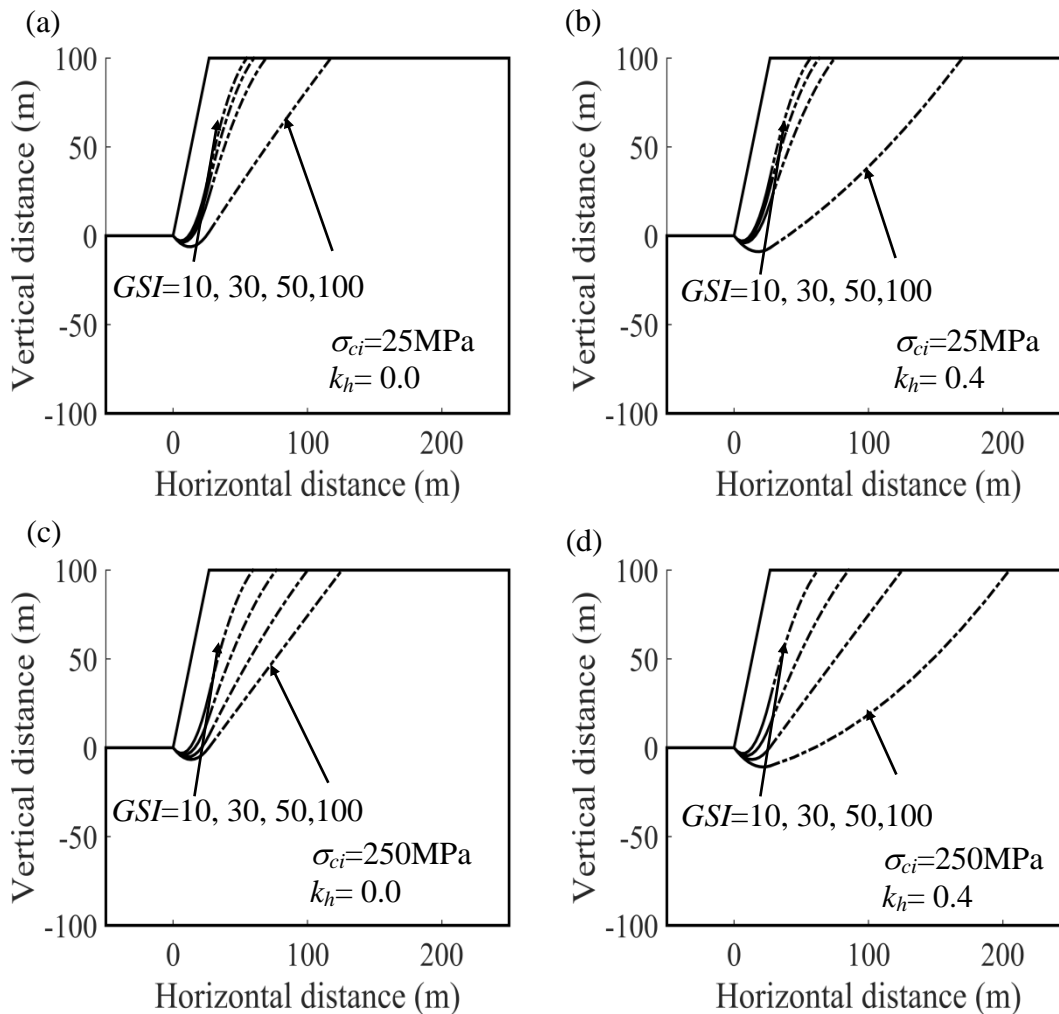 (a)
Vertical distance (m)
100
50
0
-50
-100
GSI=10, 30, 50,100
σci=25MPa
kh= 0.0
0 100 200
Horizontal distance (m)
(b)
Vertical distance (m)
100
50
0
-50
-100
GSI=10, 30, 50,100
σci=25MPa
kh= 0.4
0 100 200
Horizontal distance (m)
(c)
Vertical distance (m)
100
50
0
-50
-100
GSI=10, 30, 50,100
σci=250MPa
kh= 0.0
0 100 200
Horizontal distance (m)
(d)
Vertical distance (m)
100
50
0
-50
-100
GSI=10, 30, 50,100
σci=250MPa
kh= 0.4
0 100 200
Horizontal distance (m)